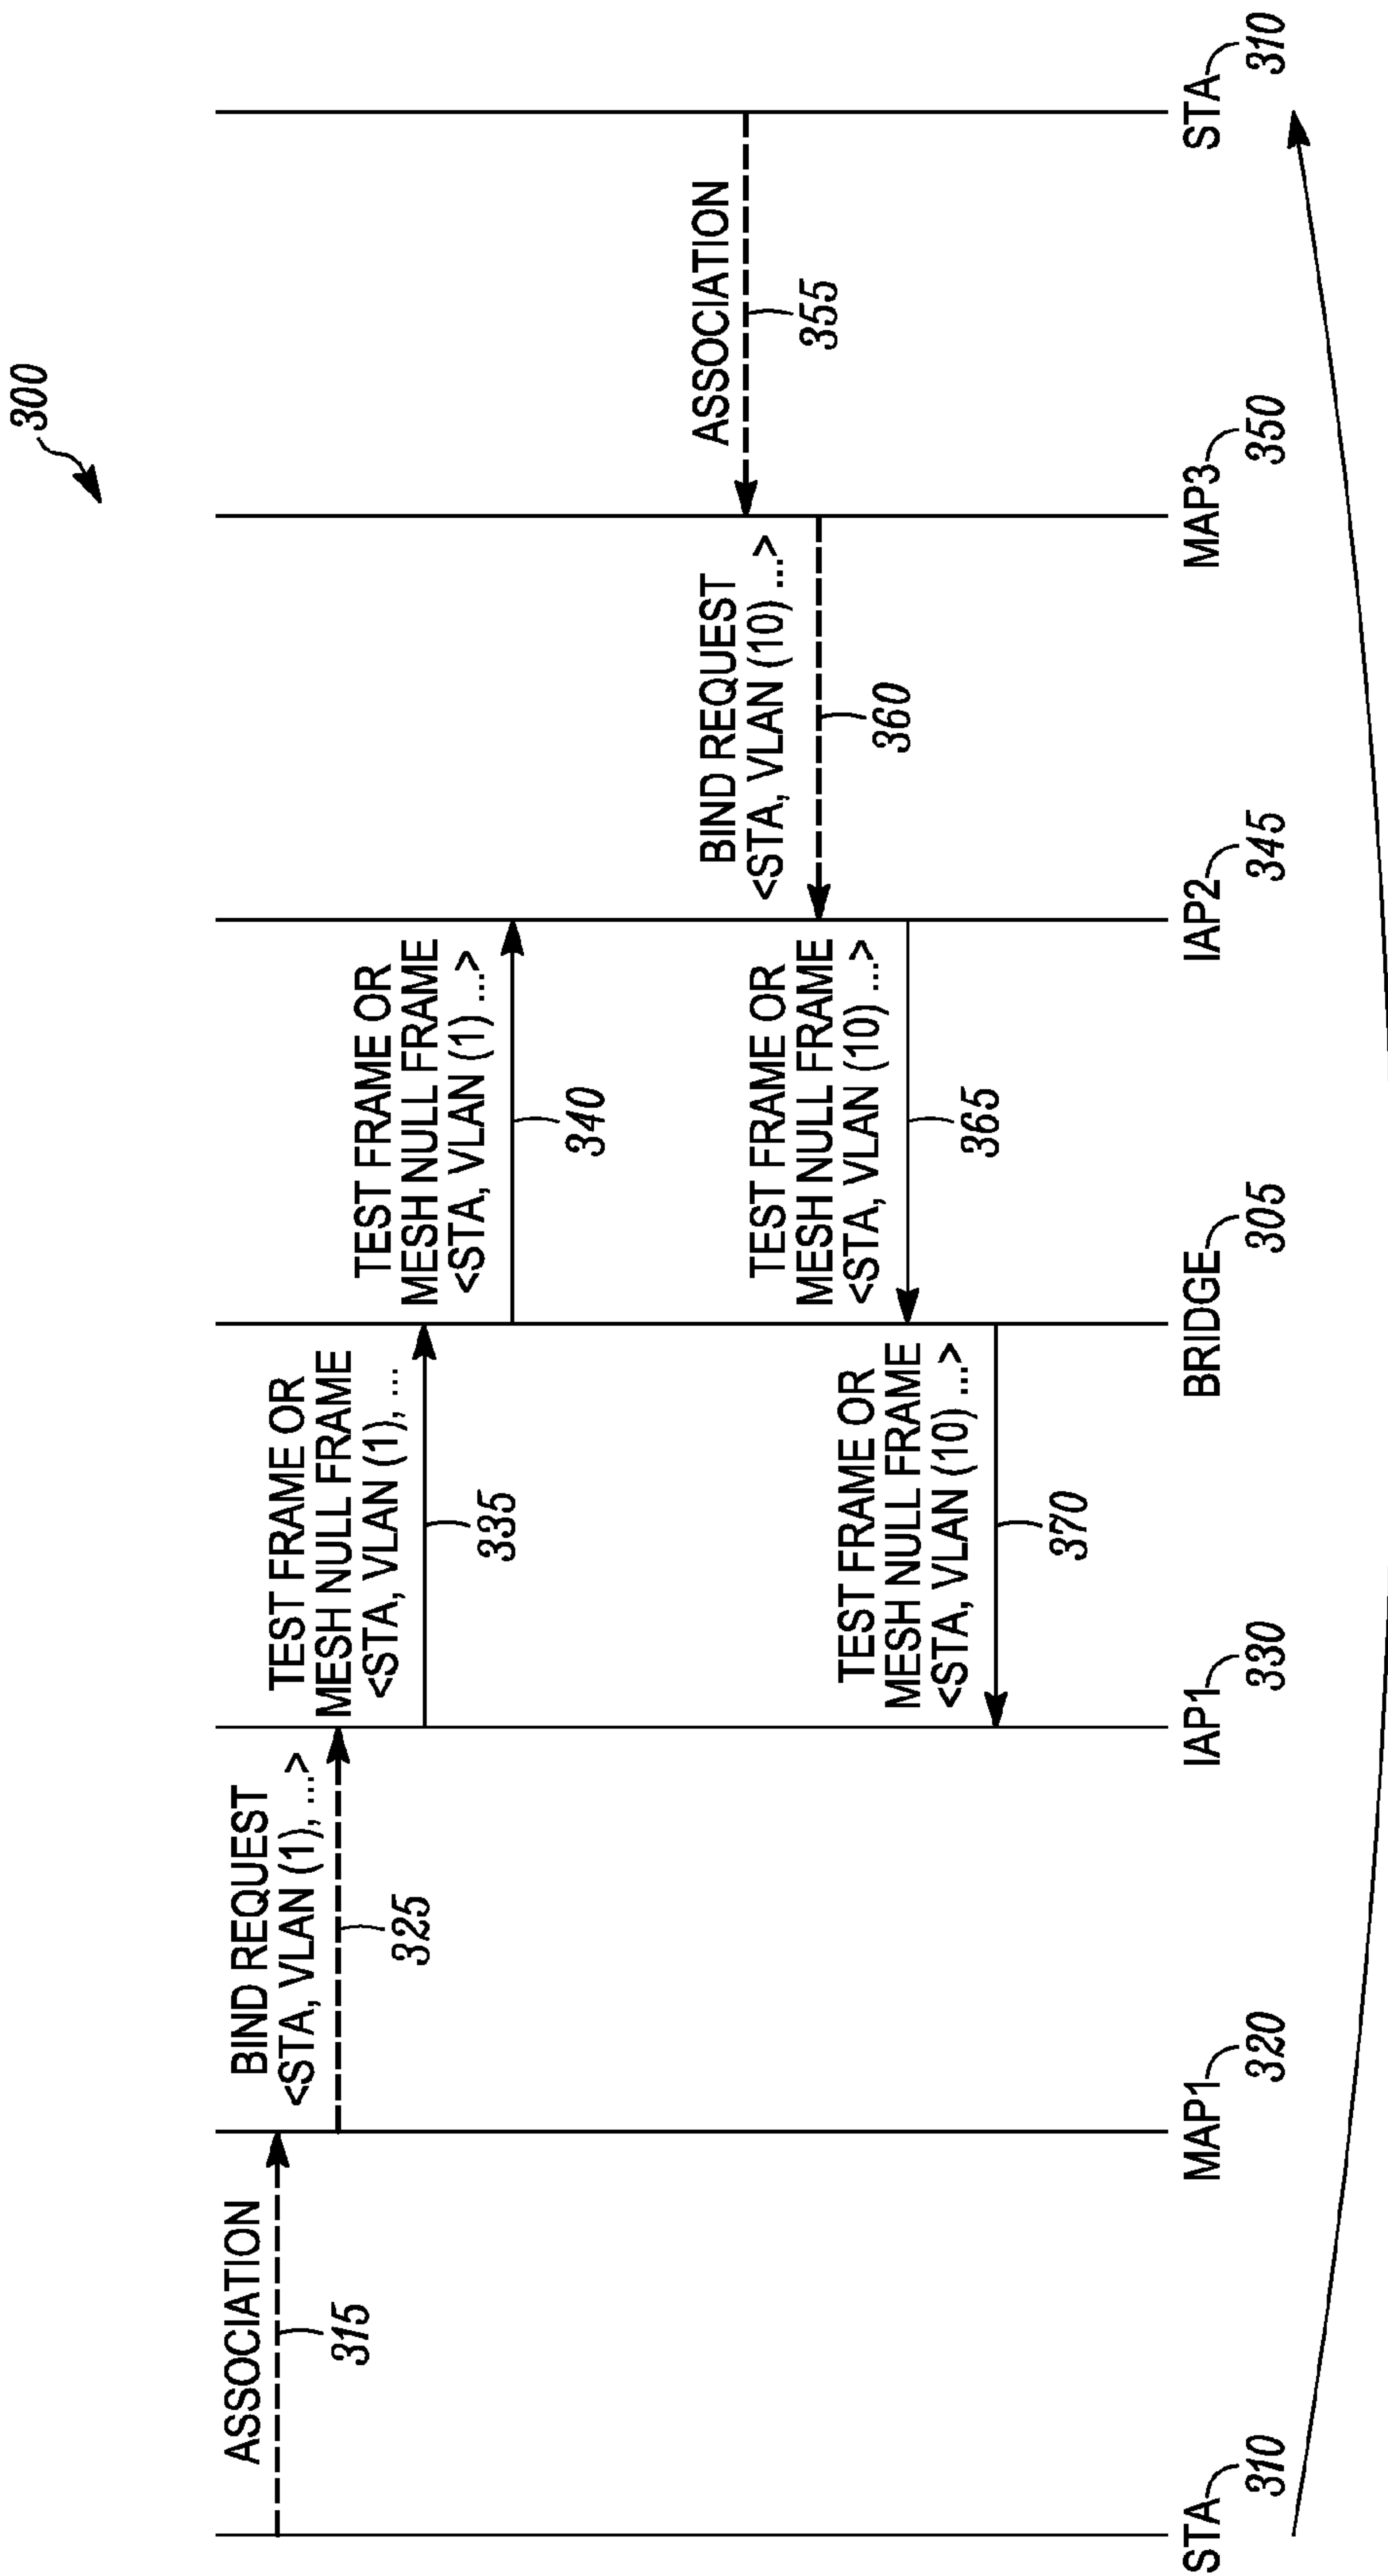 300
ASSOCIATION
315
BIND REQUEST
<STA, VLAN (1), ...>
325
TEST FRAME OR
MESH NULL FRAME
<STA, VLAN (1), ...
335
TEST FRAME OR
MESH NULL FRAME
<STA, VLAN (1) ...>
340
ASSOCIATION
355
BIND REQUEST
<STA, VLAN (10) ...>
360
TEST FRAME OR
MESH NULL FRAME
<STA, VLAN (10) ...>
365
TEST FRAME OR
MESH NULL FRAME
<STA, VLAN (10) ...>
370
STA
310
MAP1
320
IAP1
330
BRIDGE
305
IAP2
345
MAP3
350
STA
310